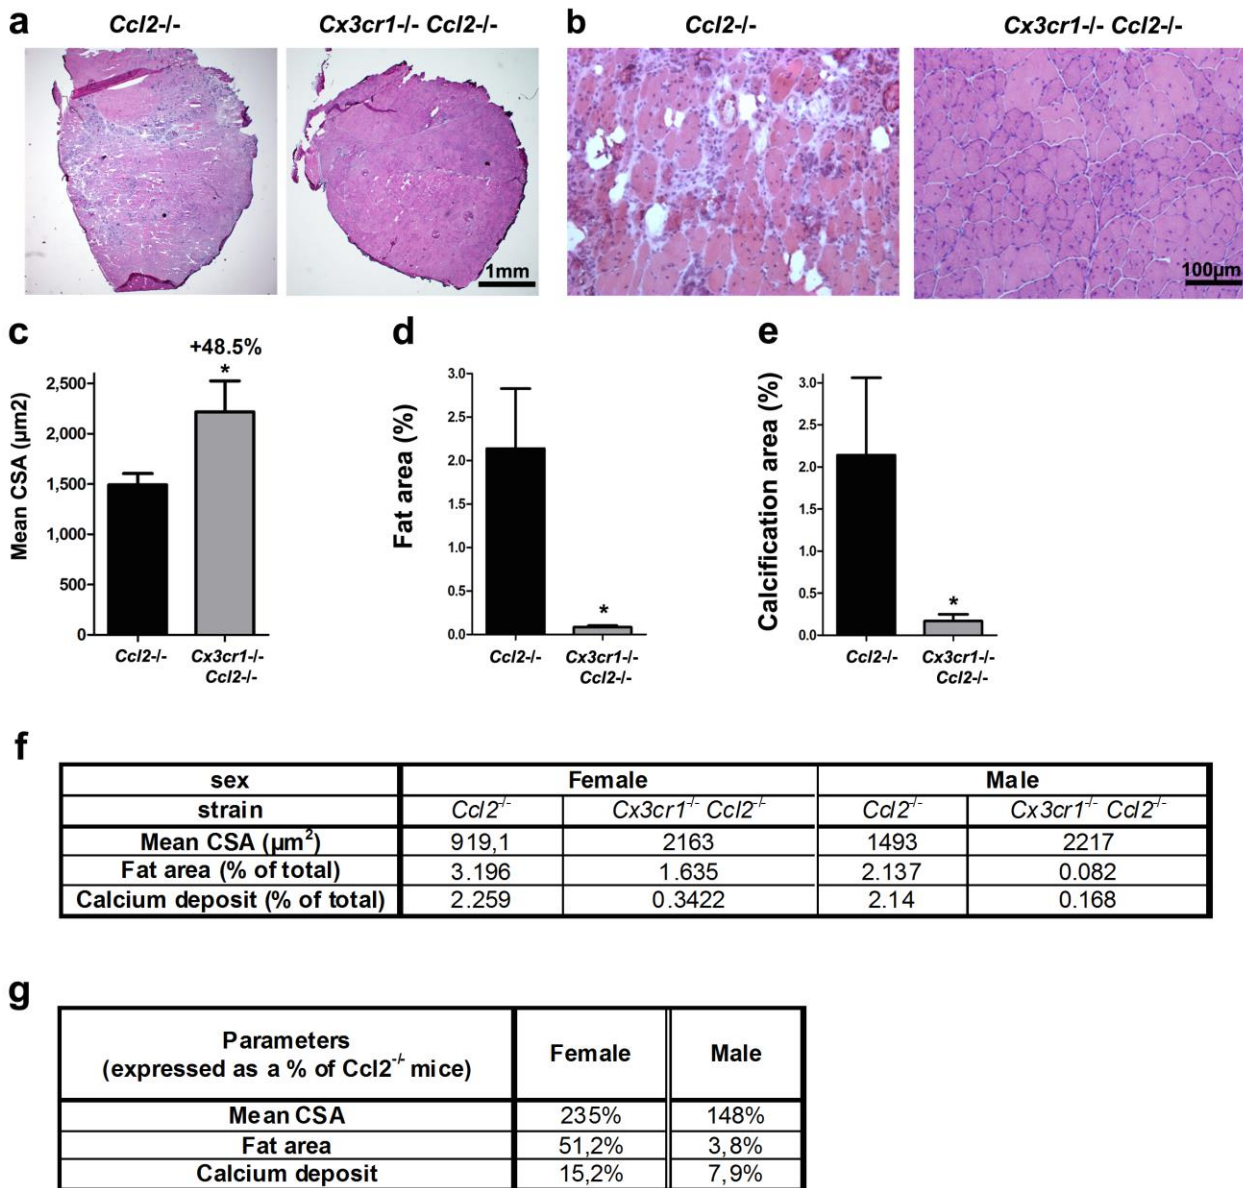 a
Ccl2-/-
Cx3cr1-/- Ccl2-/-
1mm
b
Ccl2-/-
Cx3cr1-/- Ccl2-/-
100µm
c
+48.5%
*
Mean CSA (µm2)
2,500
2,000
1,500
1,000
500
0
Ccl2-/-
Cx3cr1-/-
Ccl2-/-
d
Fat area (%)
3.0
2.5
2.0
1.5
1.0
0.5
0.0
*
Ccl2-/-
Cx3cr1-/-
Ccl2-/-
e
Calcification area (%)
3.0
2.5
2.0
1.5
1.0
0.5
0.0
*
Ccl2-/-
Cx3cr1-/-
Ccl2-/-
f
sex Female Male
strain Ccl2-/- Cx3cr1-/- Ccl2-/- Ccl2-/- Cx3cr1-/- Ccl2-/-
Mean CSA (µm²) 919,1 2163 1493 2217
Fat area (% of total) 3.196 1.635 2.137 0.082
Calcium deposit (% of total) 2.259 0.3422 2.14 0.168
g
Parameters
(expressed as a % of Ccl2-/- mice) Female Male
Mean CSA 235% 148%
Fat area 51,2% 3,8%
Calcium deposit 15,2% 7,9%